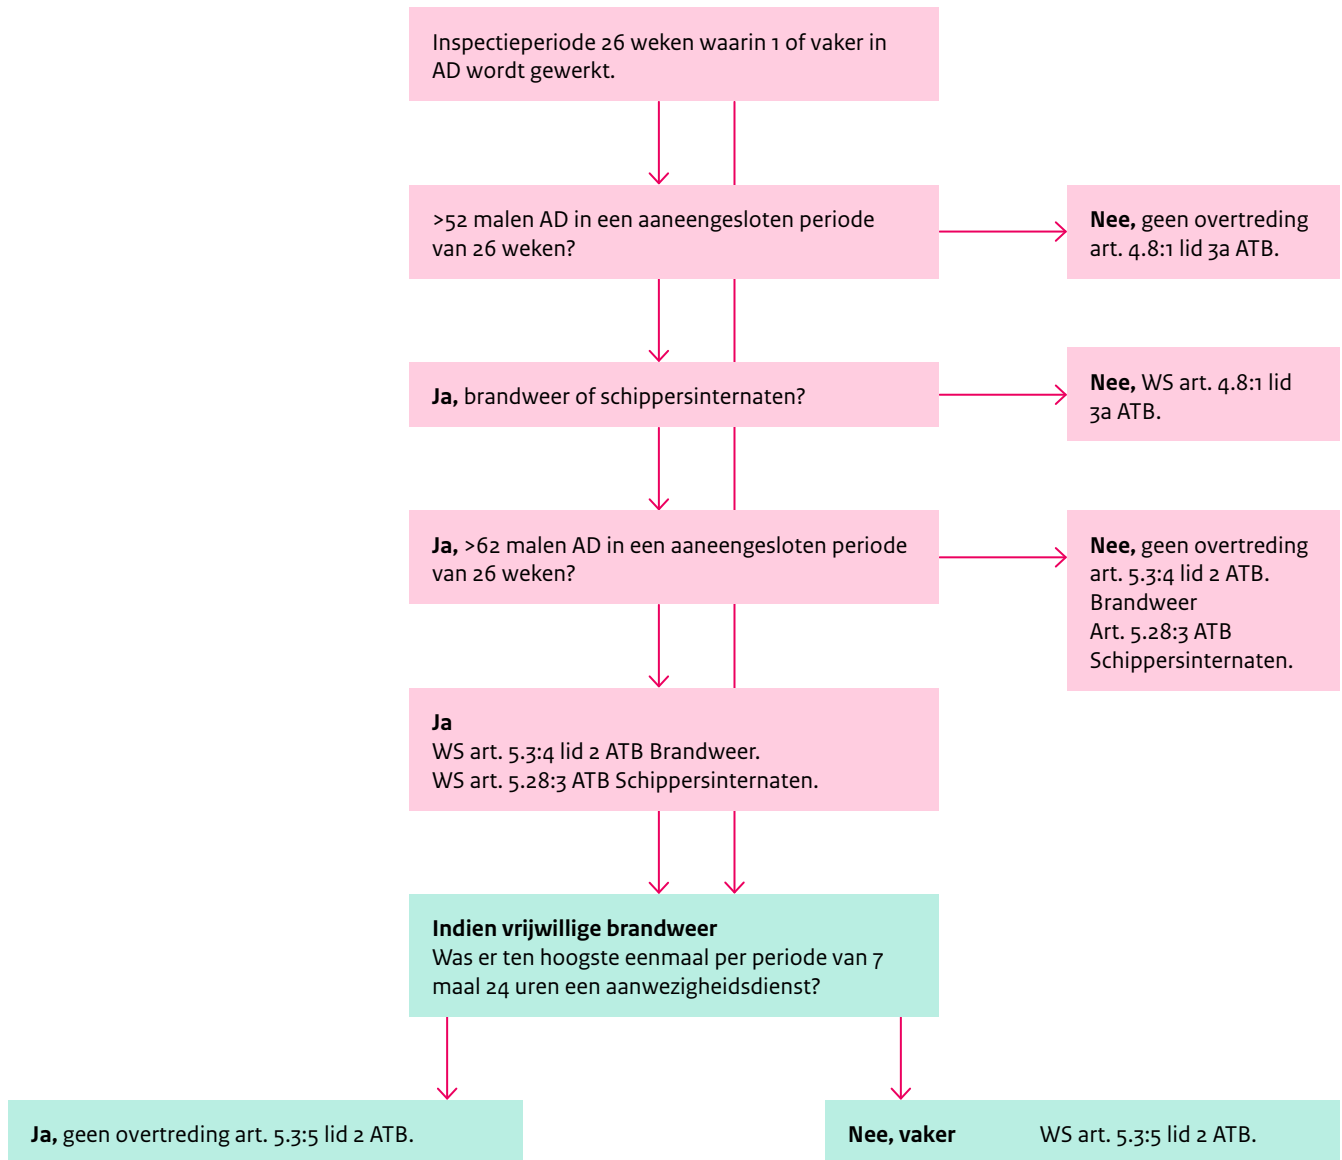 Inspectieperiode 26 weken waarin 1 of vaker in
AD wordt gewerkt.
>52 malen AD in een aaneengesloten periode
van 26 weken?
Nee, geen overtreding
art. 4.8:1 lid 3a ATB.
Ja, brandweer of schippersinternaten?
Nee, WS art. 4.8:1 lid
3a ATB.
Ja, >62 malen AD in een aaneengesloten periode
van 26 weken?
Nee, geen overtreding
art. 5.3:4 lid 2 ATB.
Brandweer
Art. 5.28:3 ATB
Schippersinternaten.
Ja
WS art. 5.3:4 lid 2 ATB Brandweer.
WS art. 5.28:3 ATB Schippersinternaten.
Indien vrijwillige brandweer
Was er ten hoogste eenmaal per periode van 7
maal 24 uren een aanwezigheidsdienst?
Ja, geen overtreding art. 5.3:5 lid 2 ATB.
Nee, vaker WS art. 5.3:5 lid 2 ATB.